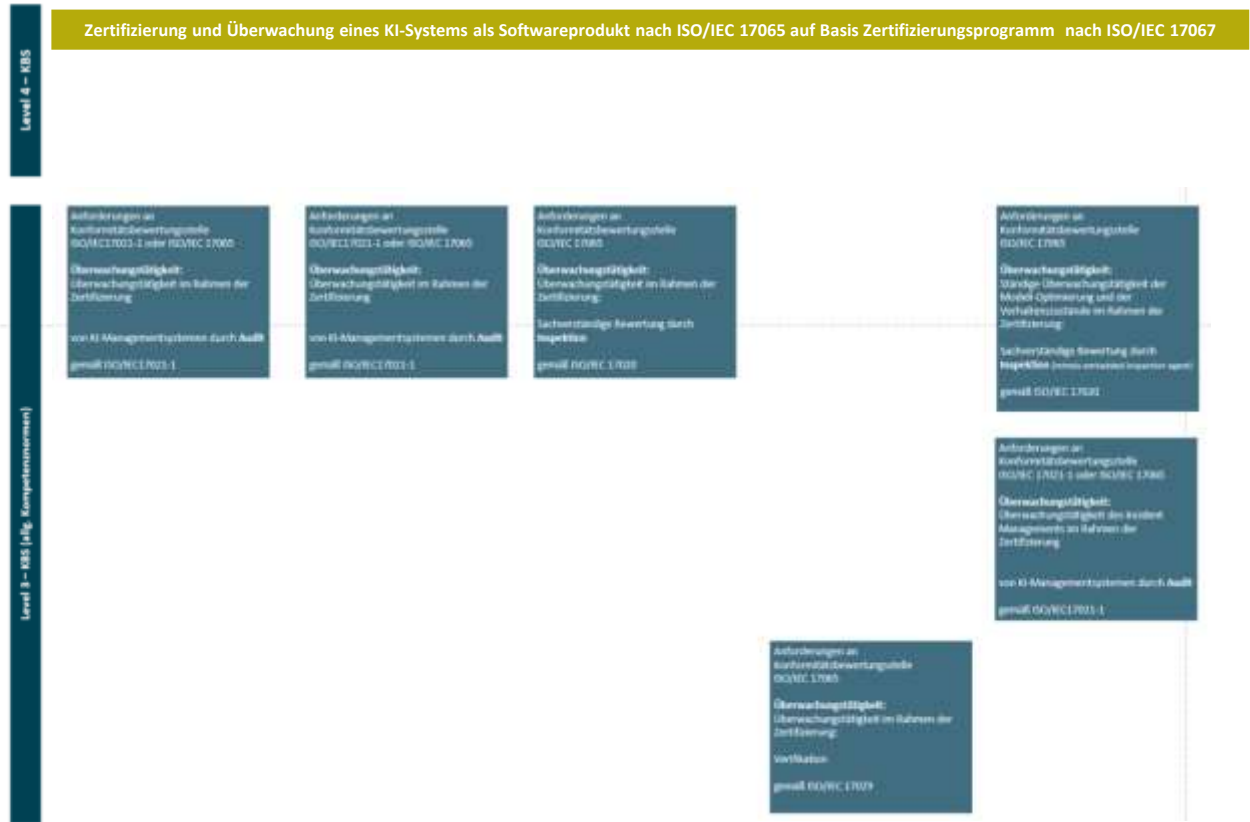 Zertifizierung und Überwachung eines KI-Systems als Softwareprodukt nach ISO/IEC 17065 auf Basis Zertifizierungsprogramm nach ISO/IEC 17067
Level 4 – KBS
Level 3 – KBS (allg. Kompetenznormen)
Anforderungen an
Konformitätsbewertungsstelle
ISO/IEC17021-1 oder ISO/IEC 17065
Überwachungstätigkeit:
Überwachungstätigkeit im Rahmen der
Zertifizierung
von KI-Managementsystemen durch Audit
gemäß ISO/IEC17021-1
Anforderungen an
Konformitätsbewertungsstelle
ISO/IEC17021-1 oder ISO/IEC 17065
Überwachungstätigkeit:
Überwachungstätigkeit im Rahmen der
Zertifizierung
von KI-Managementsystemen durch Audit
gemäß ISO/IEC17021-1
Anforderungen an
Konformitätsbewertungsstelle
ISO/IEC 17065
Überwachungstätigkeit:
Überwachungstätigkeit im Rahmen der
Zertifizierung:
Sachverständige Bewertung durch
Inspektion
gemäß ISO/IEC 17020
Anforderungen an
Konformitätsbewertungsstelle
ISO/IEC 17065
Überwachungstätigkeit:
Ständige Überwachungstätigkeit der
Modell-Optimierung und der
Verhaltenszustände im Rahmen der
Zertifizierung:
Sachverständige Bewertung durch
Inspektion embedded inspection agent)
gemäß ISO/IEC 17020
Anforderungen an
Konformitätsbewertungsstelle
ISO/IEC 17021-1 oder ISO/IEC 17065
Überwachungstätigkeit:
Überwachungstätigkeit des Incident
Managements im Rahmen der
Zertifizierung
von KI-Managementsystemen durch Audit
gemäß ISO/IEC17021-1
Anforderungen an
Konformitätsbewertungsstelle
ISO/IEC 17065
Überwachungstätigkeit:
Überwachungstätigkeit im Rahmen der
Zertifizierung:
Verifikation
gemäß ISO/IEC 17029